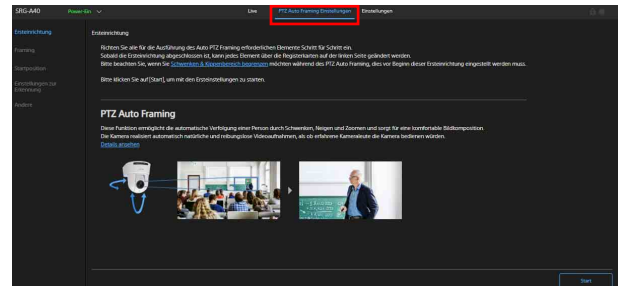 SRG-A40 Power: Ein Live PTZ Auto Framing Einstellungen Einstellungen
Ersteinrichtung
Framing
Startposition
Einstellungen zur
Erkennung
Andere
Ersteinrichtung
Richten Sie alle für die Ausführung des Auto PTZ Framing erforderlichen Elemente Schritt für Schritt ein.
Sobald die Ersteinrichtung abgeschlossen ist, kann jedes Element über die Registerkarten auf der linken Seite geändert werden.
Bitte beachten Sie, wenn Sie Schwenken & Kippenbereich begrenzen möchten während des PTZ Auto Framing, dies vor Beginn dieser Ersteinrichtung eingestellt werden muss.
Bitte klicken Sie auf [Start], um mit den Ersteinstellungen zu starten.
PTZ Auto Framing
Diese Funktion ermöglicht die automatische Verfolgung einer Person durch Schwenken, Neigen und Zoomen und sorgt für eine komfortable Bildkomposition.
Die Kamera realisiert automatisch natürliche und reibungslose Videoaufnahmen, als ob erfahrene Kameraleute die Kamera bedienen würden.
Details ansehen
Start